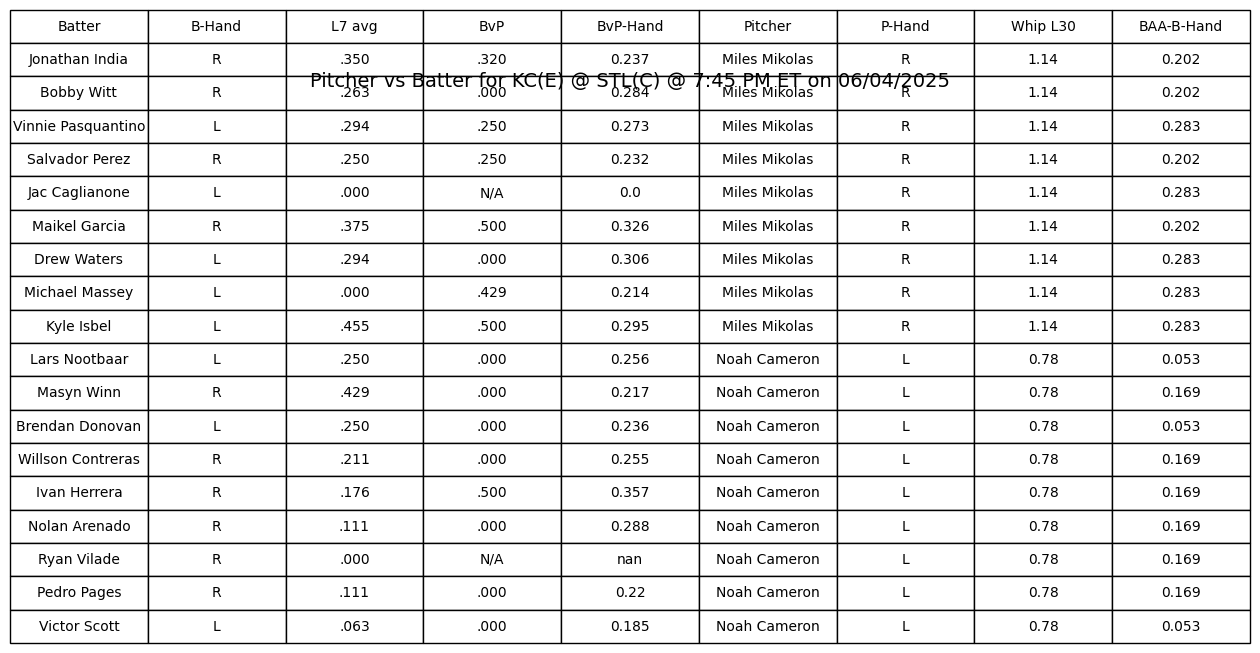 Batter B-Hand L7 avg BvP BvP-Hand Pitcher P-Hand Whip L30 BAA-B-Hand
Jonathan India R .350 .320 0.237 Miles Mikolas R 1.14 0.202
Pitcher vs Batter for KC(E) @ STL(C) @ 7:45 PM ET on 06/04/2025
Bobby Witt R .263 .000 0.284 Miles Mikolas R 1.14 0.202
Vinnie Pasquantino L .294 .250 0.273 Miles Mikolas R 1.14 0.283
Salvador Perez R .250 .250 0.232 Miles Mikolas R 1.14 0.202
Jac Caglianone L .000 N/A 0.0 Miles Mikolas R 1.14 0.283
Maikel Garcia R .375 .500 0.326 Miles Mikolas R 1.14 0.202
Drew Waters L .294 .000 0.306 Miles Mikolas R 1.14 0.283
Michael Massey L .000 .429 0.214 Miles Mikolas R 1.14 0.283
Kyle Isbel L .455 .500 0.295 Miles Mikolas R 1.14 0.283
Lars Nootbaar L .250 .000 0.256 Noah Cameron L 0.78 0.053
Masyn Winn R .429 .000 0.217 Noah Cameron L 0.78 0.169
Brendan Donovan L .250 .000 0.236 Noah Cameron L 0.78 0.053
Willson Contreras R .211 .000 0.255 Noah Cameron L 0.78 0.169
Ivan Herrera R .176 .500 0.357 Noah Cameron L 0.78 0.169
Nolan Arenado R .111 .000 0.288 Noah Cameron L 0.78 0.169
Ryan Vilade R .000 N/A nan Noah Cameron L 0.78 0.169
Pedro Pages R .111 .000 0.22 Noah Cameron L 0.78 0.169
Victor Scott L .063 .000 0.185 Noah Cameron L 0.78 0.053